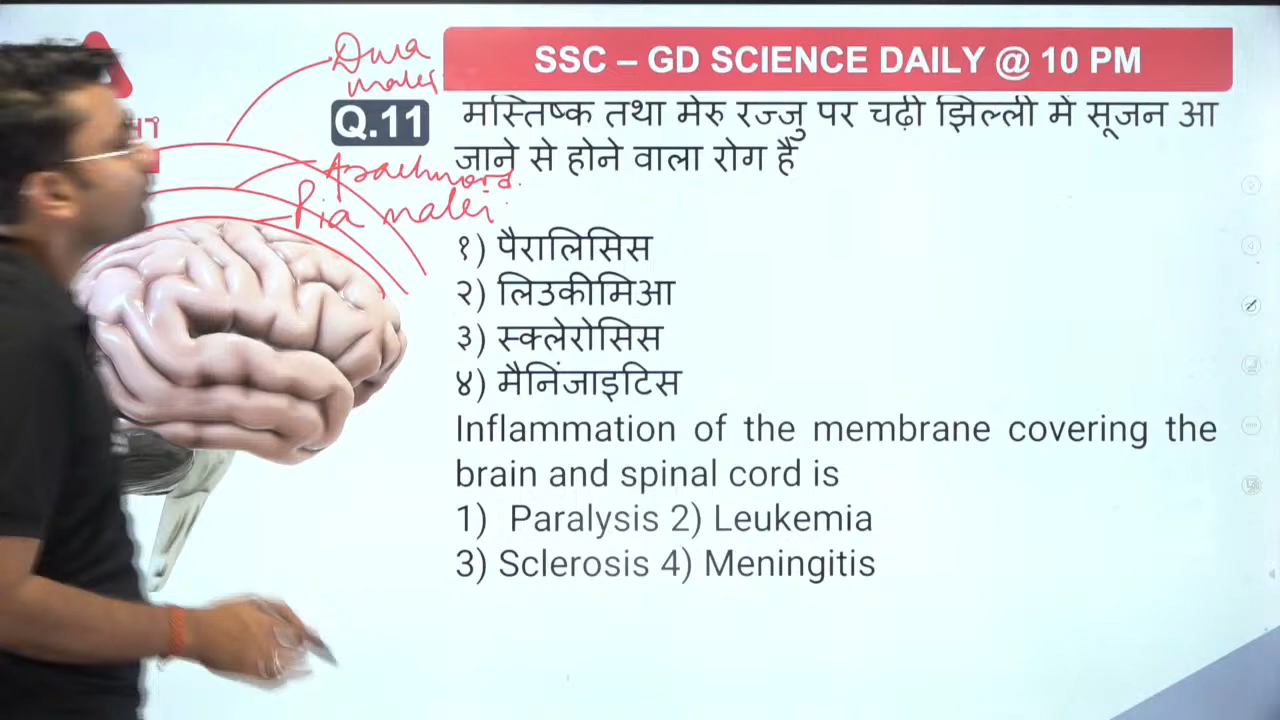 SSC – GD SCIENCE DAILY @ 10 PM
Dura
mater
Q.11 मस्तिष्क तथा मेरु रज्जु पर चढ़ी झिल्ली में सूजन आ
जाने से होने वाला रोग हैं
Arachnoid.
Pia mater.
१) पैरालिसिस
२) लिउकीमिआ
३) स्क्लेरोसिस
४) मैनिंजाइटिस
Inflammation of the membrane covering the
brain and spinal cord is
1) Paralysis 2) Leukemia
3) Sclerosis 4) Meningitis